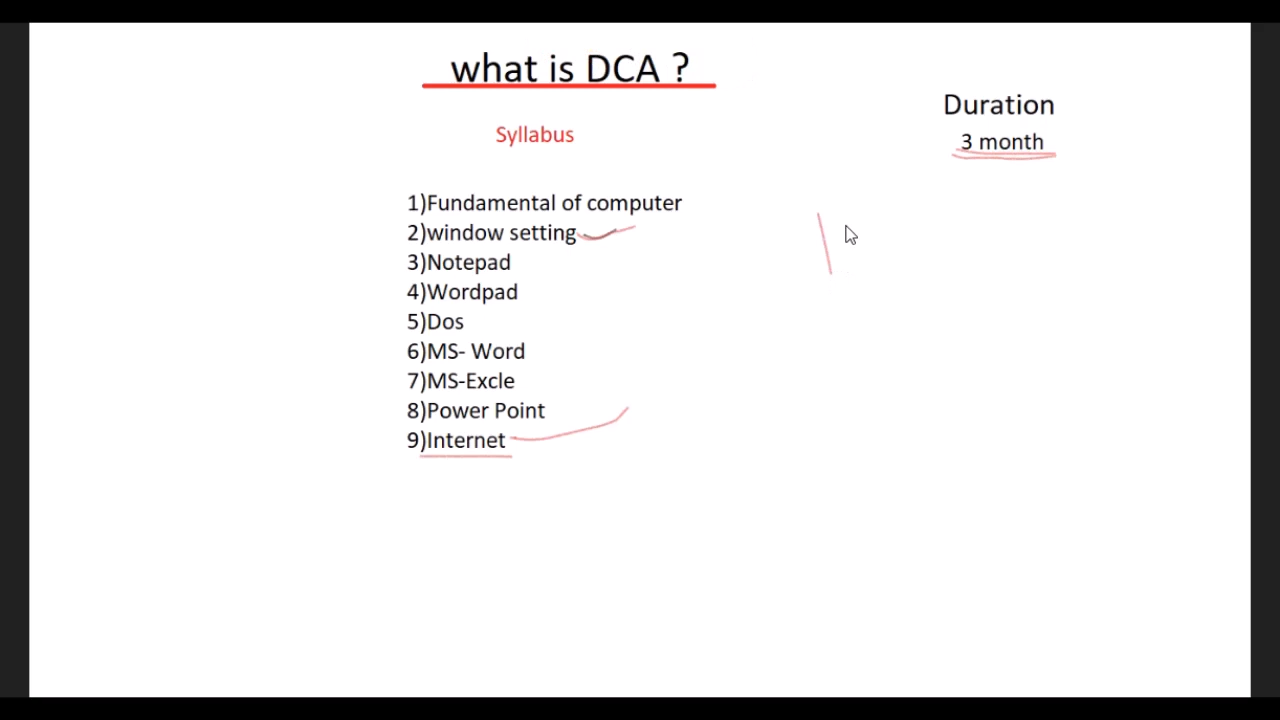 what is DCA ?
Duration
Syllabus
3 month
1)Fundamental of computer
2)window setting
3)Notepad
4)Wordpad
5)Dos
6)MS- Word
7)MS-Excle
8)Power Point
9)Internet